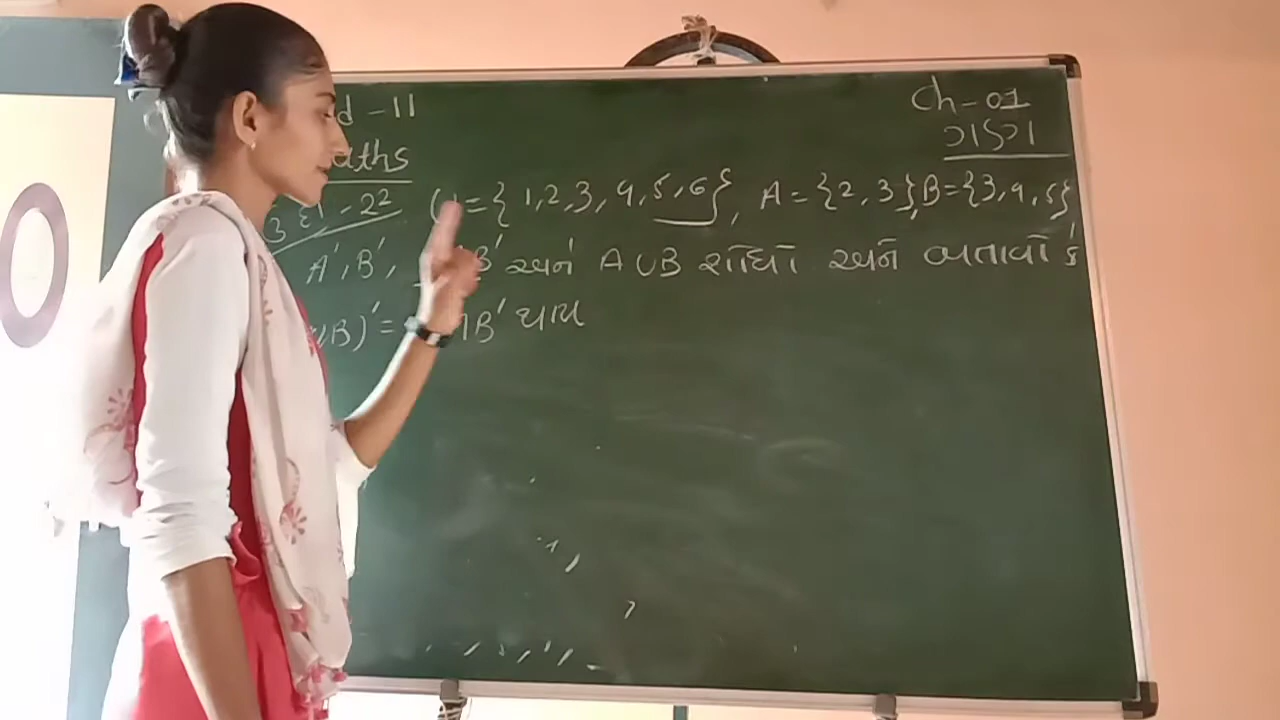 d - 11
Ch - 01
aths
ગણ
- 22 U = { 1, 2, 3, 4, 5, 6 }, A = {2, 3}, B = {3, 4, 5}
A', B', B' અને A ∪ B શોધો અને બતાવો કે
∪B)' = ∩B' થાય